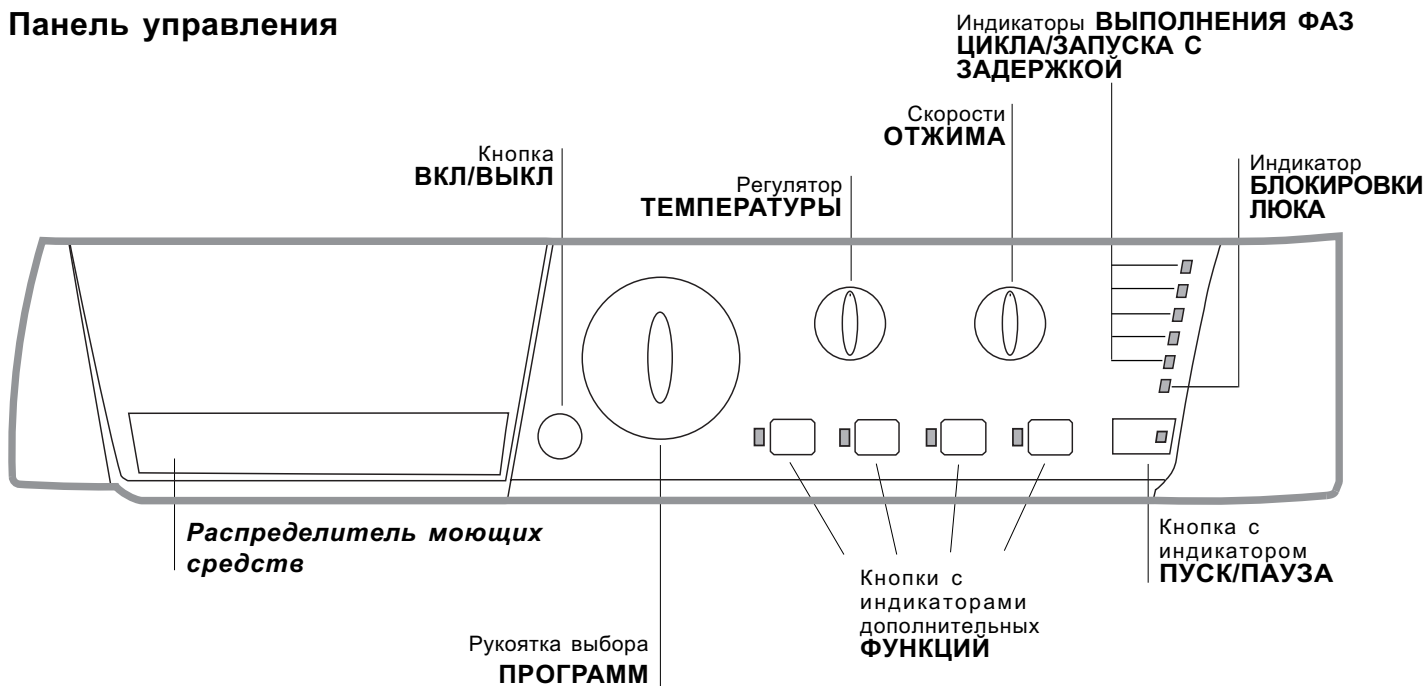 Панель управления
Индикаторы ВЫПОЛНЕНИЯ ФАЗ
ЦИКЛА/ЗАПУСКА С
ЗАДЕРЖКОЙ
Скорости
ОТЖИМА
Кнопка
ВКЛ/ВЫКЛ
Регулятор
ТЕМПЕРАТУРЫ
Индикатор
БЛОКИРОВКИ
ЛЮКА
Распределитель моющих
средств
Кнопка с
индикатором
ПУСК/ПАУЗА
Кнопки с
индикаторами
дополнительных
ФУНКЦИЙ
Рукоятка выбора
ПРОГРАММ